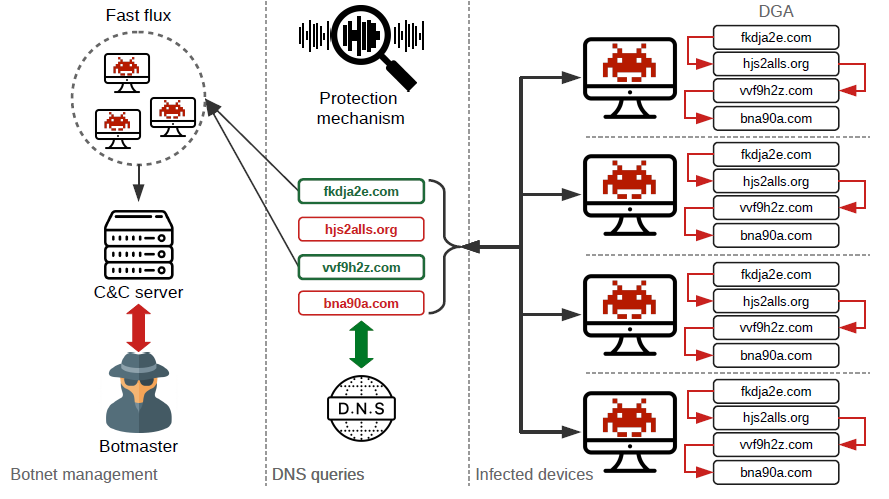 Fast flux
C&C server
Botmaster
Botnet management
Protection
mechanism
fkdja2e.com
hjs2alls.org
vvf9h2z.com
bna90a.com
D.N.S
DNS queries
DGA
fkdja2e.com
hjs2alls.org
vvf9h2z.com
bna90a.com
fkdja2e.com
hjs2alls.org
vvf9h2z.com
bna90a.com
fkdja2e.com
hjs2alls.org
vvf9h2z.com
bna90a.com
fkdja2e.com
hjs2alls.org
vvf9h2z.com
bna90a.com
Infected devices